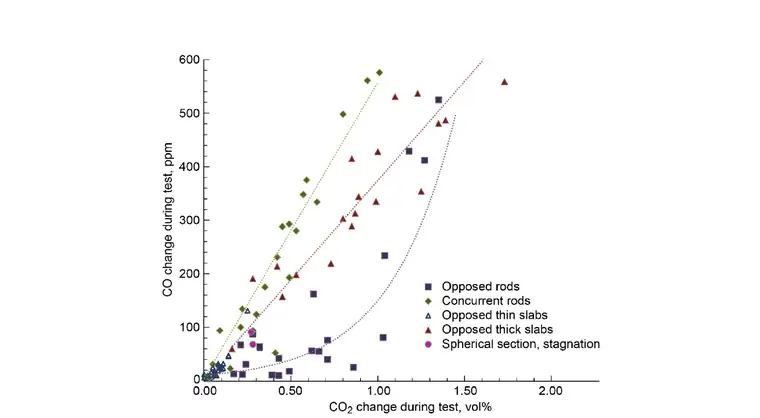 600
500
400
300
200
100
0
0.00
0.50
1.00
1.50
2.00
CO change during test, ppm
CO₂ change during test, vol%
Opposed rods
Concurrent rods
Opposed thin slabs
Opposed thick slabs
Spherical section, stagnation